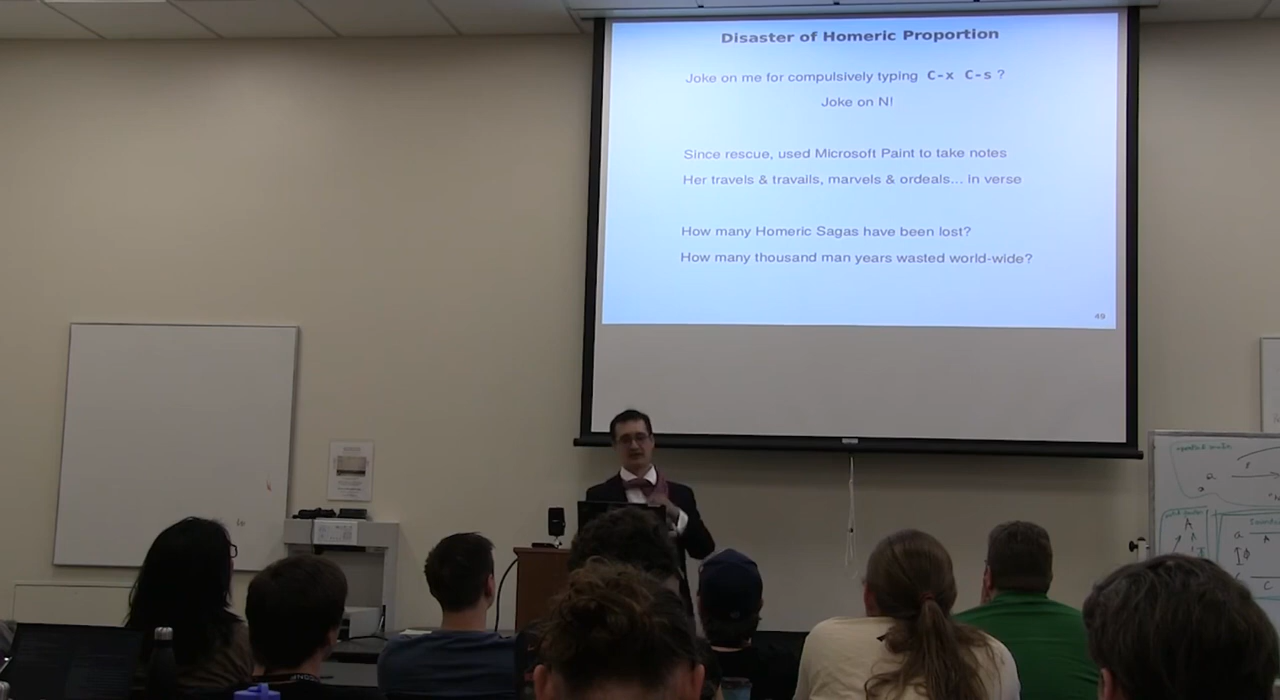 Disaster of Homeric Proportion
Joke on me for compulsively typing C-x C-s ?
Joke on N!
Since rescue, used Microsoft Paint to take notes
Her travels & travails, marvels & ordeals... in verse
How many Homeric Sagas have been lost?
How many thousand man years wasted world-wide?
49